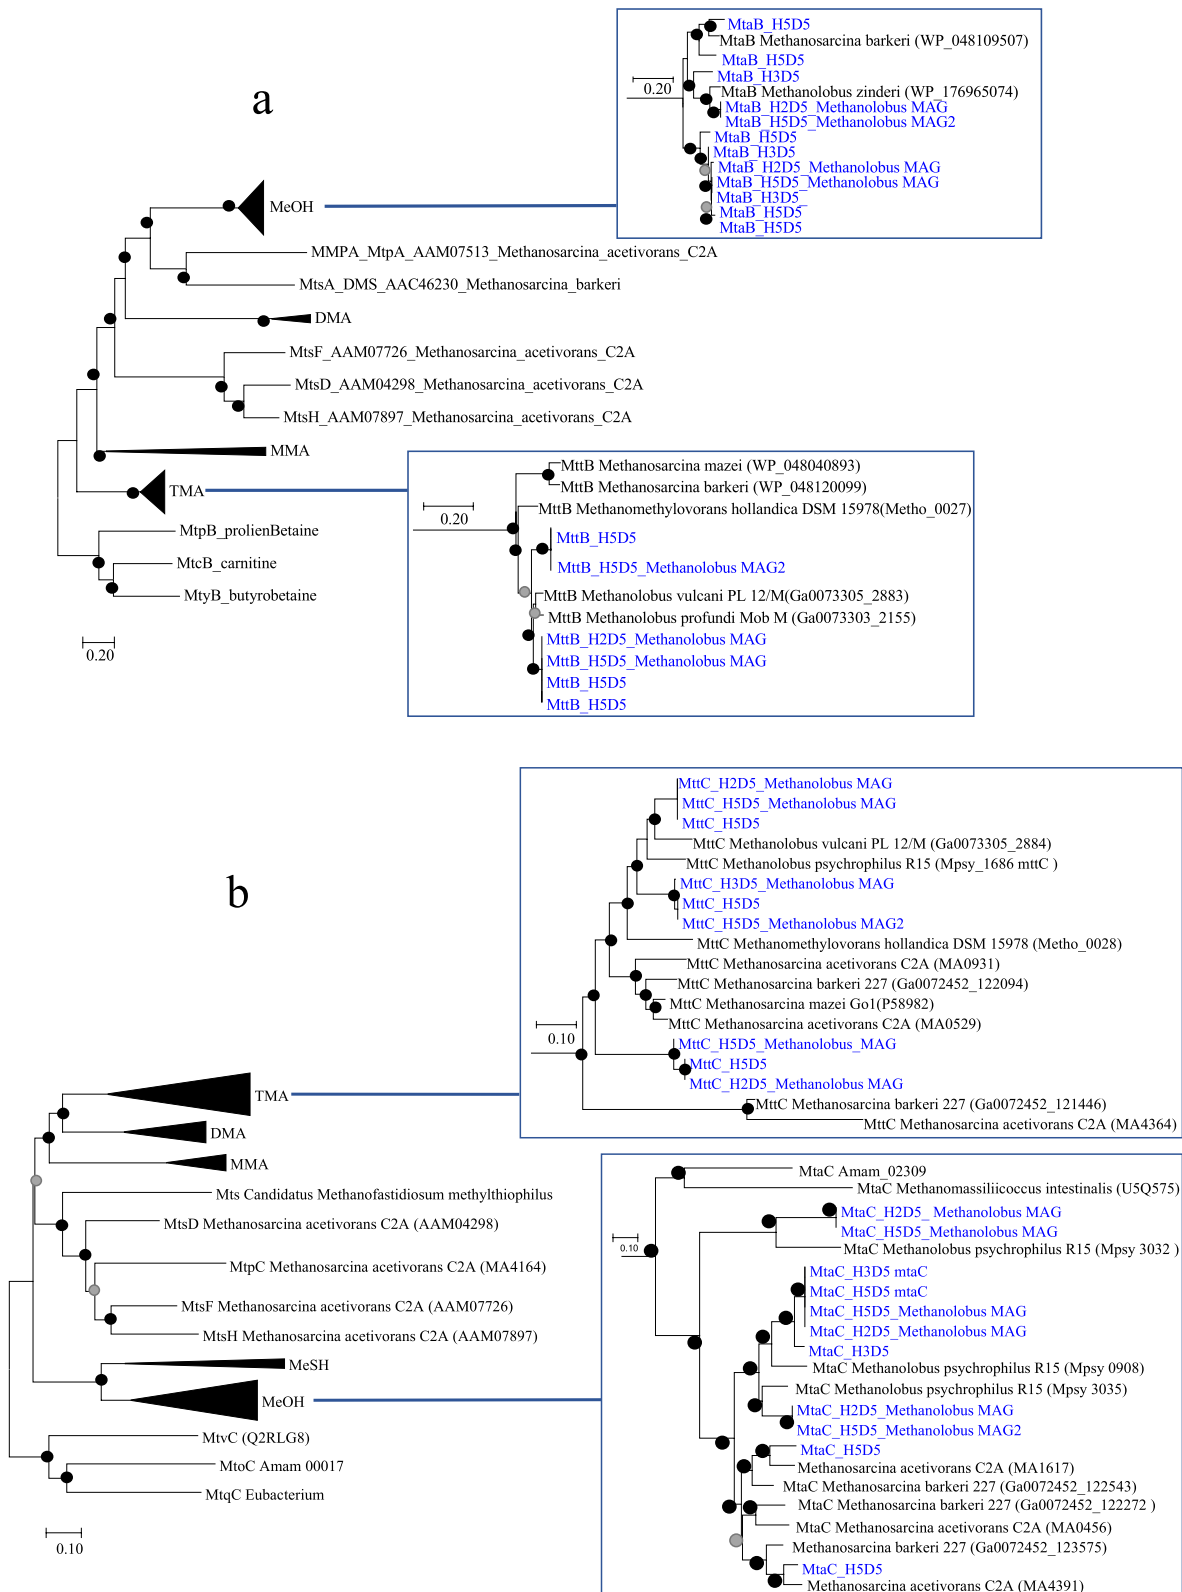 a
MtaB_H5D5
MtaB Methanosarcina barkeri (WP_048109507)
MtaB_H5D5
MtaB_H3D5
0.20
MtaB Methanolobus zinderi (WP_176965074)
MtaB_H2D5_Methanolobus MAG
MtaB_H5D5_Methanolobus MAG2
MtaB_H5D5
MtaB_H3D5
MtaB_H2D5_Methanolobus MAG
MtaB_H5D5_Methanolobus MAG
MtaB_H3D5_
MtaB_H5D5
MtaB_H5D5
MeOH
MMPA_MtpA_AAM07513_Methanosarcina_acetivorans_C2A
MtsA_DMS_AAC46230_Methanosarcina_barkeri
DMA
MtsF_AAM07726_Methanosarcina_acetivorans_C2A
MtsD_AAM04298_Methanosarcina_acetivorans_C2A
MtsH_AAM07897_Methanosarcina_acetivorans_C2A
MMA
TMA
MtpB_prolienBetaine
MtcB_carnitine
MtyB_butyrobetaine
0.20
MttB Methanosarcina mazei (WP_048040893)
MttB Methanosarcina barkeri (WP_048120099)
MttB Methanomethylovorans hollandica DSM 15978(Metho_0027)
0.20
MttB_H5D5
MttB_H5D5_Methanolobus MAG2
MttB Methanolobus vulcani PL 12/M(Ga0073305_2883)
MttB Methanolobus profundi Mob M (Ga0073303_2155)
MttB_H2D5_Methanolobus MAG
MttB_H5D5_Methanolobus MAG
MttB_H5D5
MttB_H5D5
b
MttC_H2D5_Methanolobus MAG
MttC_H5D5_Methanolobus MAG
MttC_H5D5
MttC Methanolobus vulcani PL 12/M (Ga0073305_2884)
MttC Methanolobus psychrophilus R15 (Mpsy_1686 mttC )
MttC_H3D5_Methanolobus MAG
MttC_H5D5
MttC_H5D5_Methanolobus MAG2
MttC Methanomethylovorans hollandica DSM 15978 (Metho_0028)
MttC Methanosarcina acetivorans C2A (MA0931)
MttC Methanosarcina barkeri 227 (Ga0072452_122094)
MttC Methanosarcina mazei Go1(P58982)
MttC Methanosarcina acetivorans C2A (MA0529)
0.10
MttC_H5D5_Methanolobus_MAG
MttC_H5D5
MttC_H2D5_Methanolobus MAG
MttC Methanosarcina barkeri 227 (Ga0072452_121446)
MttC Methanosarcina acetivorans C2A (MA4364)
TMA
DMA
MMA
Mts Candidatus Methanofastidiosum methylthiophilus
MtsD Methanosarcina acetivorans C2A (AAM04298)
MtpC Methanosarcina acetivorans C2A (MA4164)
MtsF Methanosarcina acetivorans C2A (AAM07726)
MtsH Methanosarcina acetivorans C2A (AAM07897)
MeSH
MeOH
MtvC (Q2RLG8)
MtoC Amam 00017
MtqC Eubacterium
0.10
MtaC Amam_02309
MtaC Methanomassiliicoccus intestinalis (U5Q575)
MtaC_H2D5_ Methanolobus MAG
MtaC_H5D5_Methanolobus MAG
0.10
MtaC Methanolobus psychrophilus R15 (Mpsy 3032 )
MtaC_H3D5 mtaC
MtaC_H5D5 mtaC
MtaC_H5D5_Methanolobus MAG
MtaC_H2D5_Methanolobus MAG
MtaC_H3D5
MtaC Methanolobus psychrophilus R15 (Mpsy 0908)
MtaC Methanolobus psychrophilus R15 (Mpsy 3035)
MtaC_H2D5_Methanolobus MAG
MtaC_H5D5_Methanolobus MAG2
MtaC_H5D5
Methanosarcina acetivorans C2A (MA1617)
MtaC Methanosarcina barkeri 227 (Ga0072452_122543)
MtaC Methanosarcina barkeri 227 (Ga0072452_122272 )
MtaC Methanosarcina acetivorans C2A (MA0456)
Methanosarcina barkeri 227 (Ga0072452_123575)
MtaC_H5D5
Methanosarcina acetivorans C2A (MA4391)